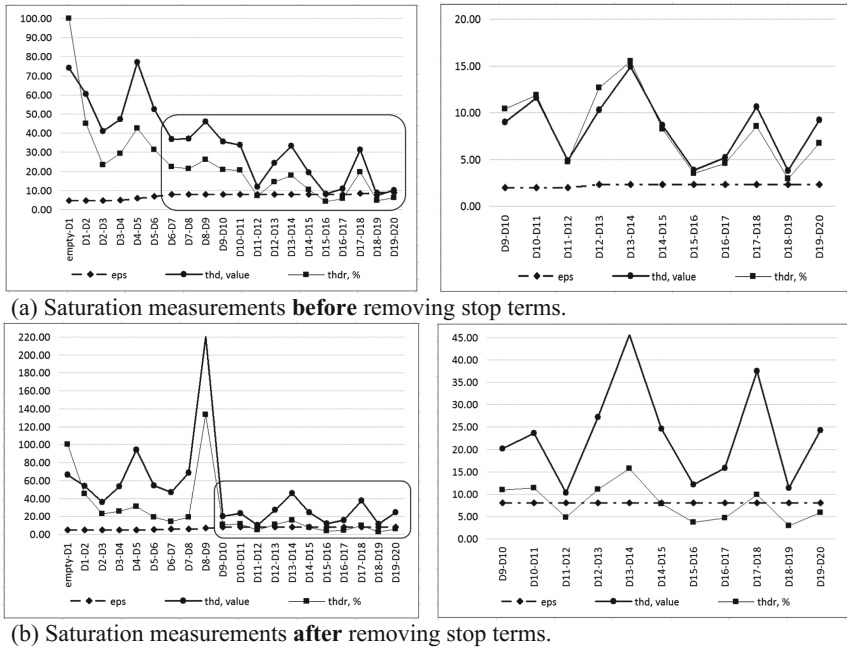 100.00
90.00
80.00
70.00
60.00
50.00
40.00
30.00
20.00
10.00
0.00
empty-D1
D1-D2
D2-D3
D3-D4
D4-D5
D5-D6
D6-D7
D7-D8
D8-D9
D9-D10
D10-D11
D11-D12
D12-D13
D13-D14
D14-D15
D15-D16
D16-D17
D17-D18
D18-D19
D19-D20
eps thd, value thdr, %
20.00
15.00
10.00
5.00
0.00
D9-D10
D10-D11
D11-D12
D12-D13
D13-D14
D14-D15
D15-D16
D16-D17
D17-D18
D18-D19
D19-D20
eps thd, value thdr, %
(a) Saturation measurements before removing stop terms.
220.00
200.00
180.00
160.00
140.00
120.00
100.00
80.00
60.00
40.00
20.00
0.00
empty-D1
D1-D2
D2-D3
D3-D4
D4-D5
D5-D6
D6-D7
D7-D8
D8-D9
D9-D10
D10-D11
D11-D12
D12-D13
D13-D14
D14-D15
D15-D16
D16-D17
D17-D18
D18-D19
D19-D20
eps thd, value thdr, %
45.00
40.00
35.00
30.00
25.00
20.00
15.00
10.00
5.00
0.00
D9-D10
D10-D11
D11-D12
D12-D13
D13-D14
D14-D15
D15-D16
D16-D17
D17-D18
D18-D19
D19-D20
eps thd, value thdr, %
(b) Saturation measurements after removing stop terms.